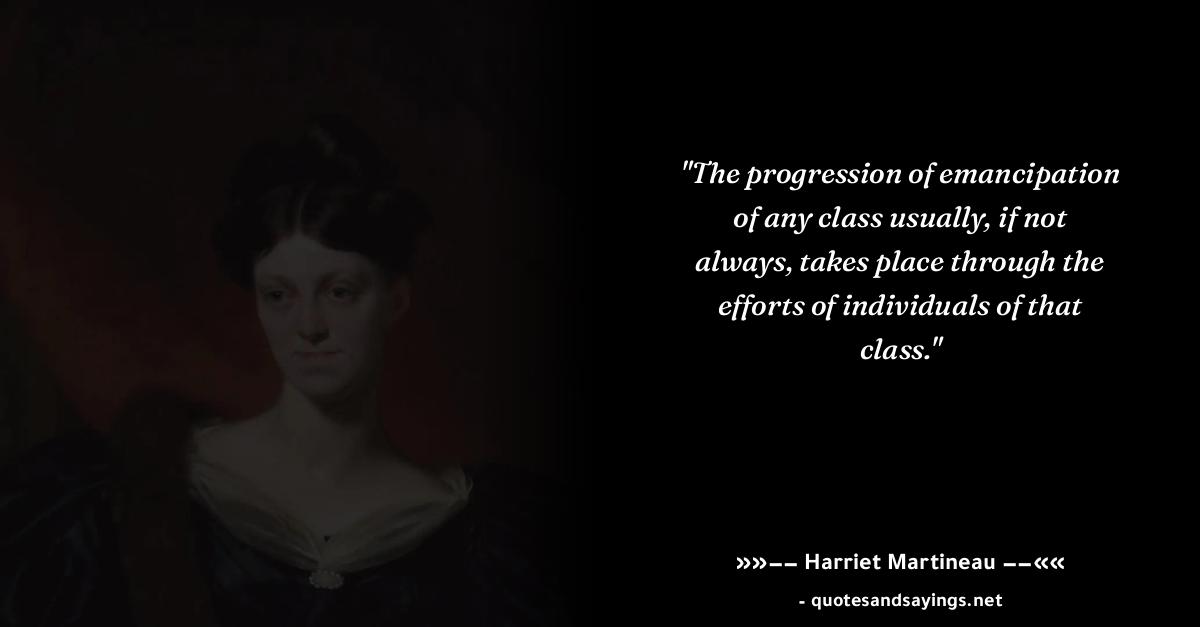 "The progression of emancipation
of any class usually, if not
always, takes place through the
efforts of individuals of that
class."
»»−− Harriet Martineau −−««
- quotesandsayings.net